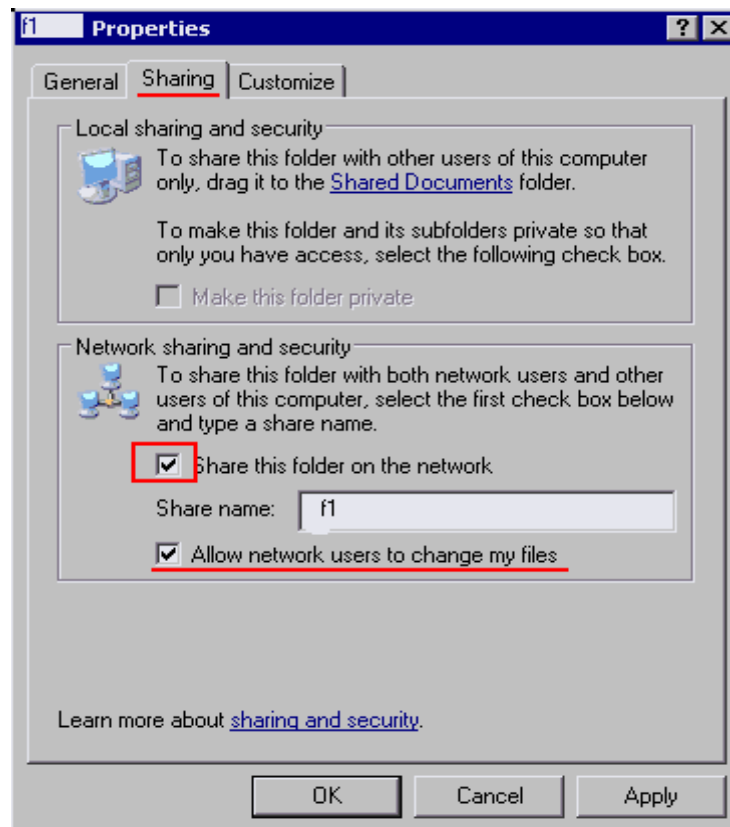 f1 Properties
General Sharing Customize
Local sharing and security
To share this folder with other users of this computer
only, drag it to the Shared Documents folder.
To make this folder and its subfolders private so that
only you have access, select the following check box.
Make this folder private
Network sharing and security
To share this folder with both network users and other
users of this computer, select the first check box below
and type a share name.
Share this folder on the network
Share name: f1
Allow network users to change my files
Learn more about sharing and security.
OK Cancel Apply